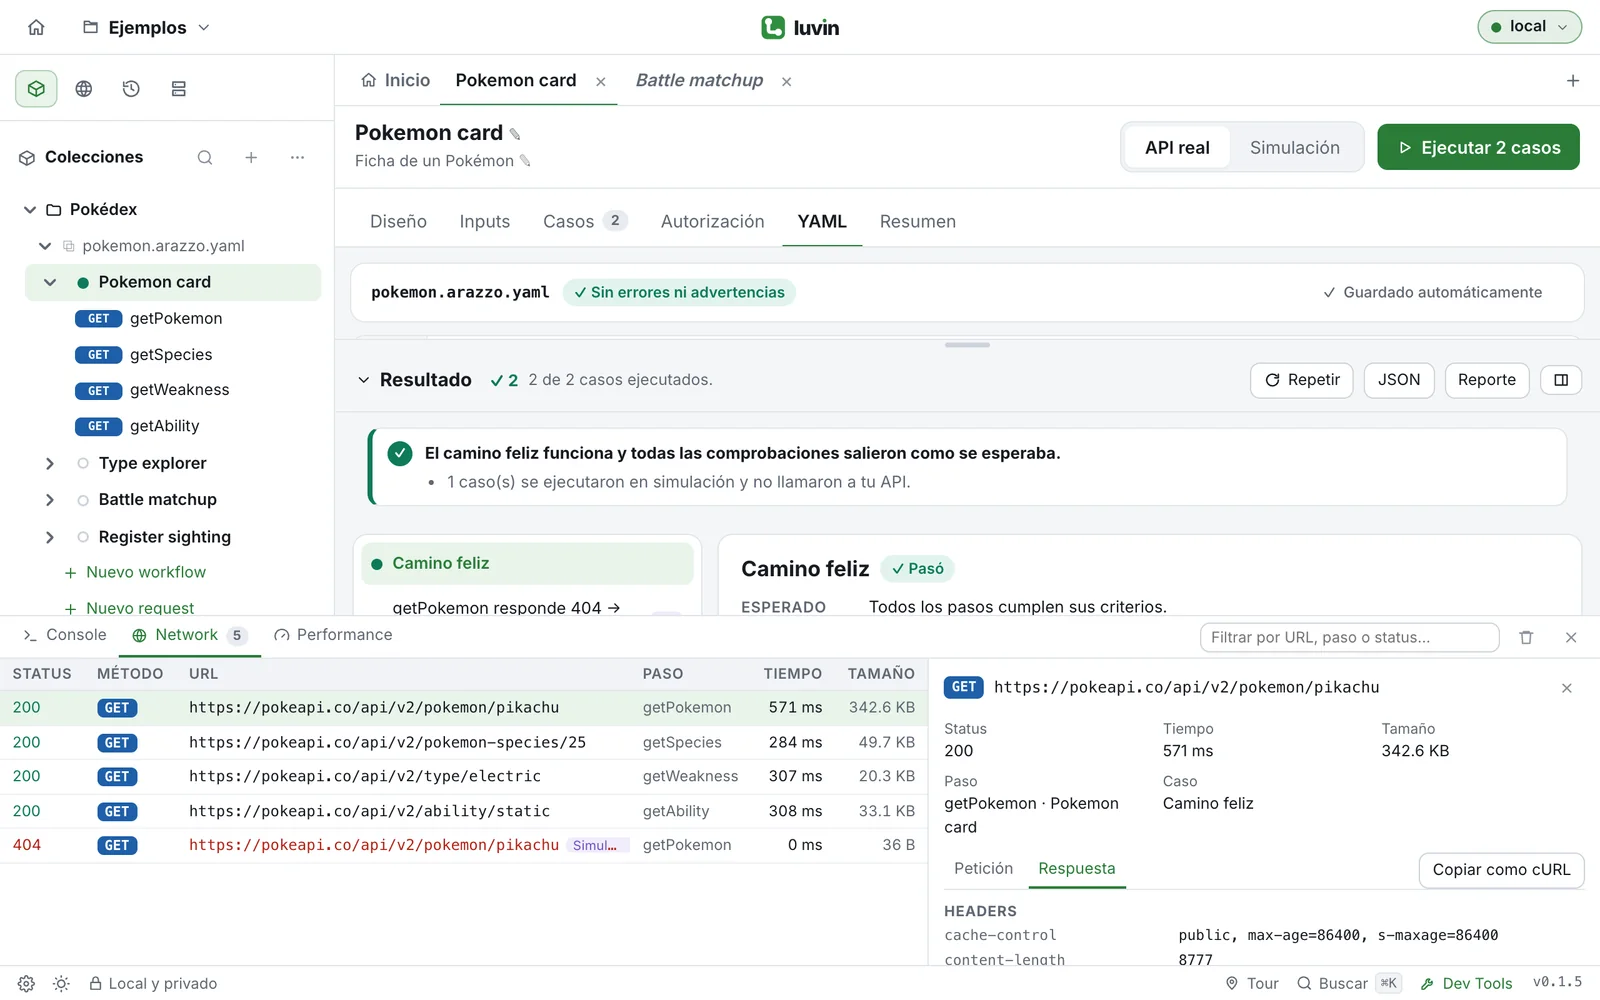 Ejemplos
luvin
local
Inicio
Pokemon card
Battle matchup
Colecciones
Pokédex
pokemon.arazzo.yaml
Pokemon card
GET getPokemon
GET getSpecies
GET getWeakness
GET getAbility
Type explorer
Battle matchup
Register sighting
+ Nuevo workflow
+ Nuevo request
Pokemon card
Ficha de un Pokémon
API real
Simulación
Ejecutar 2 casos
Diseño
Inputs
Casos 2
Autorización
YAML
Resumen
pokemon.arazzo.yaml
✓ Sin errores ni advertencias
✓ Guardado automáticamente
Resultado
✓ 2
2 de 2 casos ejecutados.
Repetir
JSON
Reporte
El camino feliz funciona y todas las comprobaciones salieron como se esperaba.
• 1 caso(s) se ejecutaron en simulación y no llamaron a tu API.
Camino feliz
getPokemon responde 404 →
Camino feliz
✓ Pasó
ESPERADO Todos los pasos cumplen sus criterios.
Console
Network 5
Performance
Filtrar por URL, paso o status...
STATUS MÉTODO URL PASO TIEMPO TAMAÑO
200 GET https://pokeapi.co/api/v2/pokemon/pikachu getPokemon 571 ms 342.6 KB
200 GET https://pokeapi.co/api/v2/pokemon-species/25 getSpecies 284 ms 49.7 KB
200 GET https://pokeapi.co/api/v2/type/electric getWeakness 307 ms 20.3 KB
200 GET https://pokeapi.co/api/v2/ability/static getAbility 308 ms 33.1 KB
404 GET https://pokeapi.co/api/v2/pokemon/pikachu Simul... getPokemon 0 ms 36 B
GET https://pokeapi.co/api/v2/pokemon/pikachu
Status Tiempo Tamaño
200 571 ms 342.6 KB
Paso Caso
getPokemon · Pokemon card Camino feliz
Petición
Respuesta
Copiar como cURL
HEADERS
cache-control public, max-age=86400, s-maxage=86400
content-length 8777
Local y privado
Tour
Buscar ⌘K
Dev Tools
v0.1.5